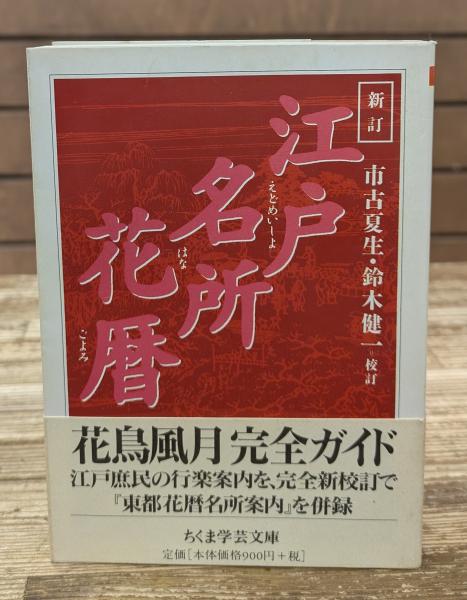 新訂
江戸
えどめいしよ
名所
はな
花暦
ごよみ
市古夏生・鈴木健一=校訂
花鳥風月 完全ガイド
江戸庶民の行楽案内を、完全新校訂で
『東都花暦名所案内』を併録
ちくま学芸文庫
定価[本体価格900円+税]